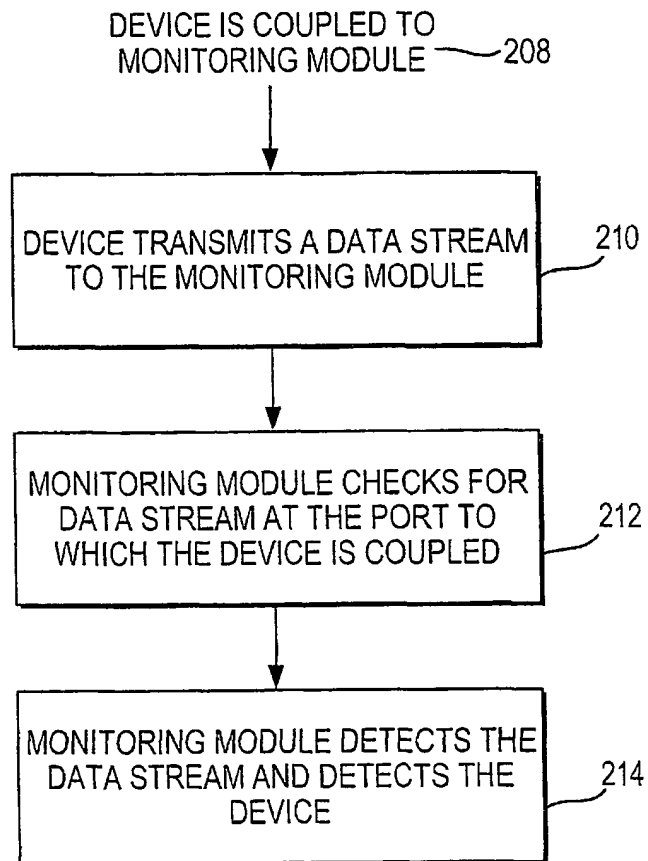 DEVICE IS COUPLED TO
MONITORING MODULE 208
DEVICE TRANSMITS A DATA STREAM
TO THE MONITORING MODULE
210
MONITORING MODULE CHECKS FOR
DATA STREAM AT THE PORT TO
WHICH THE DEVICE IS COUPLED
212
MONITORING MODULE DETECTS THE
DATA STREAM AND DETECTS THE
DEVICE
214